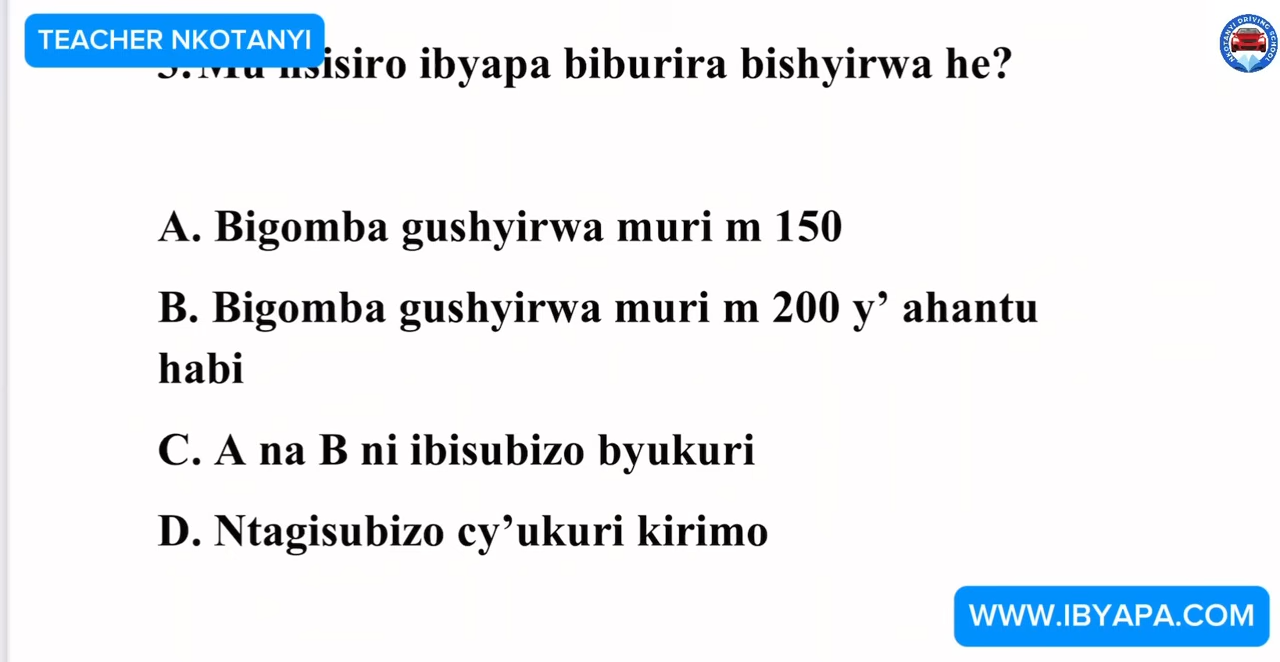 TEACHER NKOTANYI
ibyapa biburira bishyirwa he?
A. Bigomba gushyirwa muri m 150
B. Bigomba gushyirwa muri m 200 y’ ahantu
habi
C. A na B ni ibisubizo byukuri
D. Ntagisubizo cy’ukuri kirimo
WWW.IBYAPA.COM